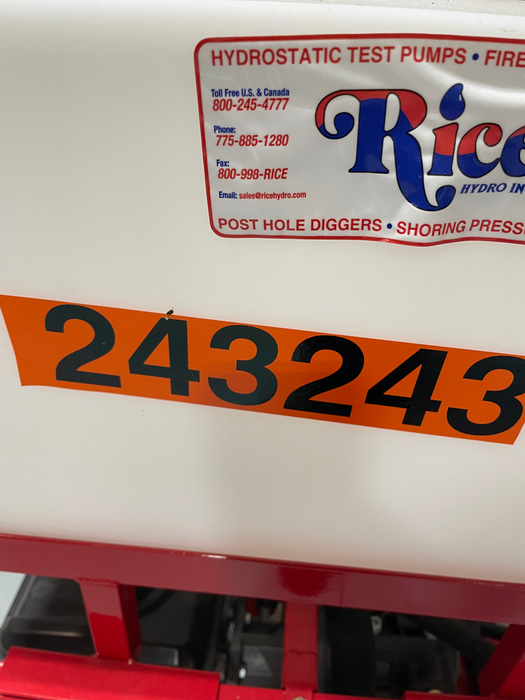 HYDROSTATIC TEST PUMPS • FIRE
Toll Free U.S. & Canada
800-245-4777
Phone:
775-885-1280
Fax:
800-998-RICE
Email: sales@ricehydro.com
Rice
HYDRO IN
POST HOLE DIGGERS • SHORING PRESS
243243